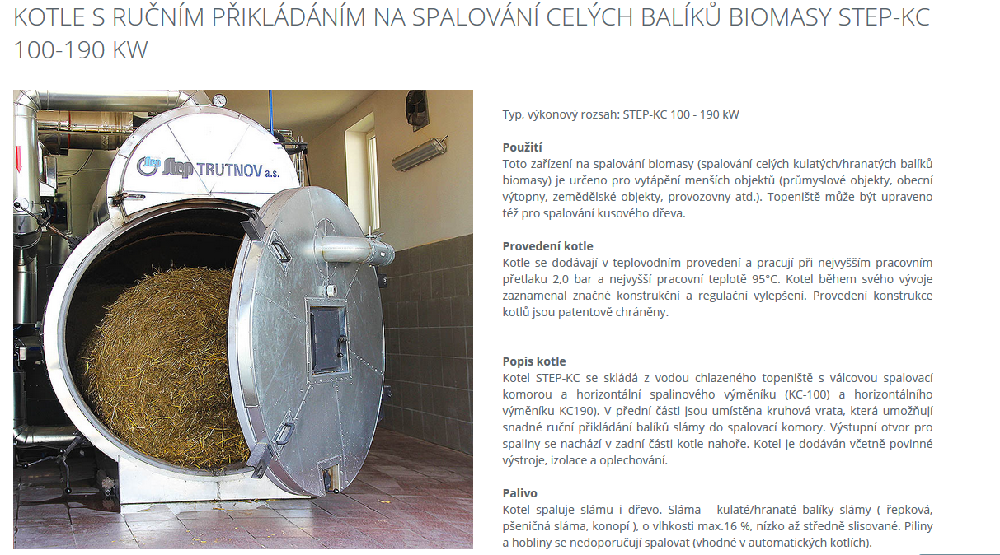 KOTLE S RUČNÍM PŘIKLÁDÁNÍM NA SPALOVÁNÍ CELÝCH BALÍKŮ BIOMASY STEP-KC
100-190 KW
Step Step TRUTNOV a.s.
Typ, výkonový rozsah: STEP-KC 100 - 190 kW
Použití
Toto zařízení na spalování biomasy (spalování celých kulatých/hranatých balíků
biomasy) je určeno pro vytápění menších objektů (průmyslové objekty, obecní
výtopny, zemědělské objekty, provozovny atd.). Topeniště může být upraveno
též pro spalování kusového dřeva.
Provedení kotle
Kotle se dodávají v teplovodním provedení a pracují při nejvyšším pracovním
přetlaku 2,0 bar a nejvyšší pracovní teplotě 95°C. Kotel během svého vývoje
zaznamenal značné konstrukční a regulační vylepšení. Provedení konstrukce
kotlů jsou patentově chráněny.
Popis kotle
Kotel STEP-KC se skládá z vodou chlazeného topeniště s válcovou spalovací
komorou a horizontální spalinového výměníku (KC-100) a horizontálního
výměníku KC190). V přední části jsou umístěna kruhová vrata, která umožňují
snadné ruční přikládání balíků slámy do spalovací komory. Výstupní otvor pro
spaliny se nachází v zadní části kotle nahoře. Kotel je dodáván včetně povinné
výstroje, izolace a oplechování.
Palivo
Kotel spaluje slámu i dřevo. Sláma - kulaté/hranaté balíky slámy ( řepková,
pšeničná sláma, konopí ), o vlhkosti max.16 %, nízko až středně slisované. Piliny
a hobliny se nedoporučují spalovat (vhodné v automatických kotlích).